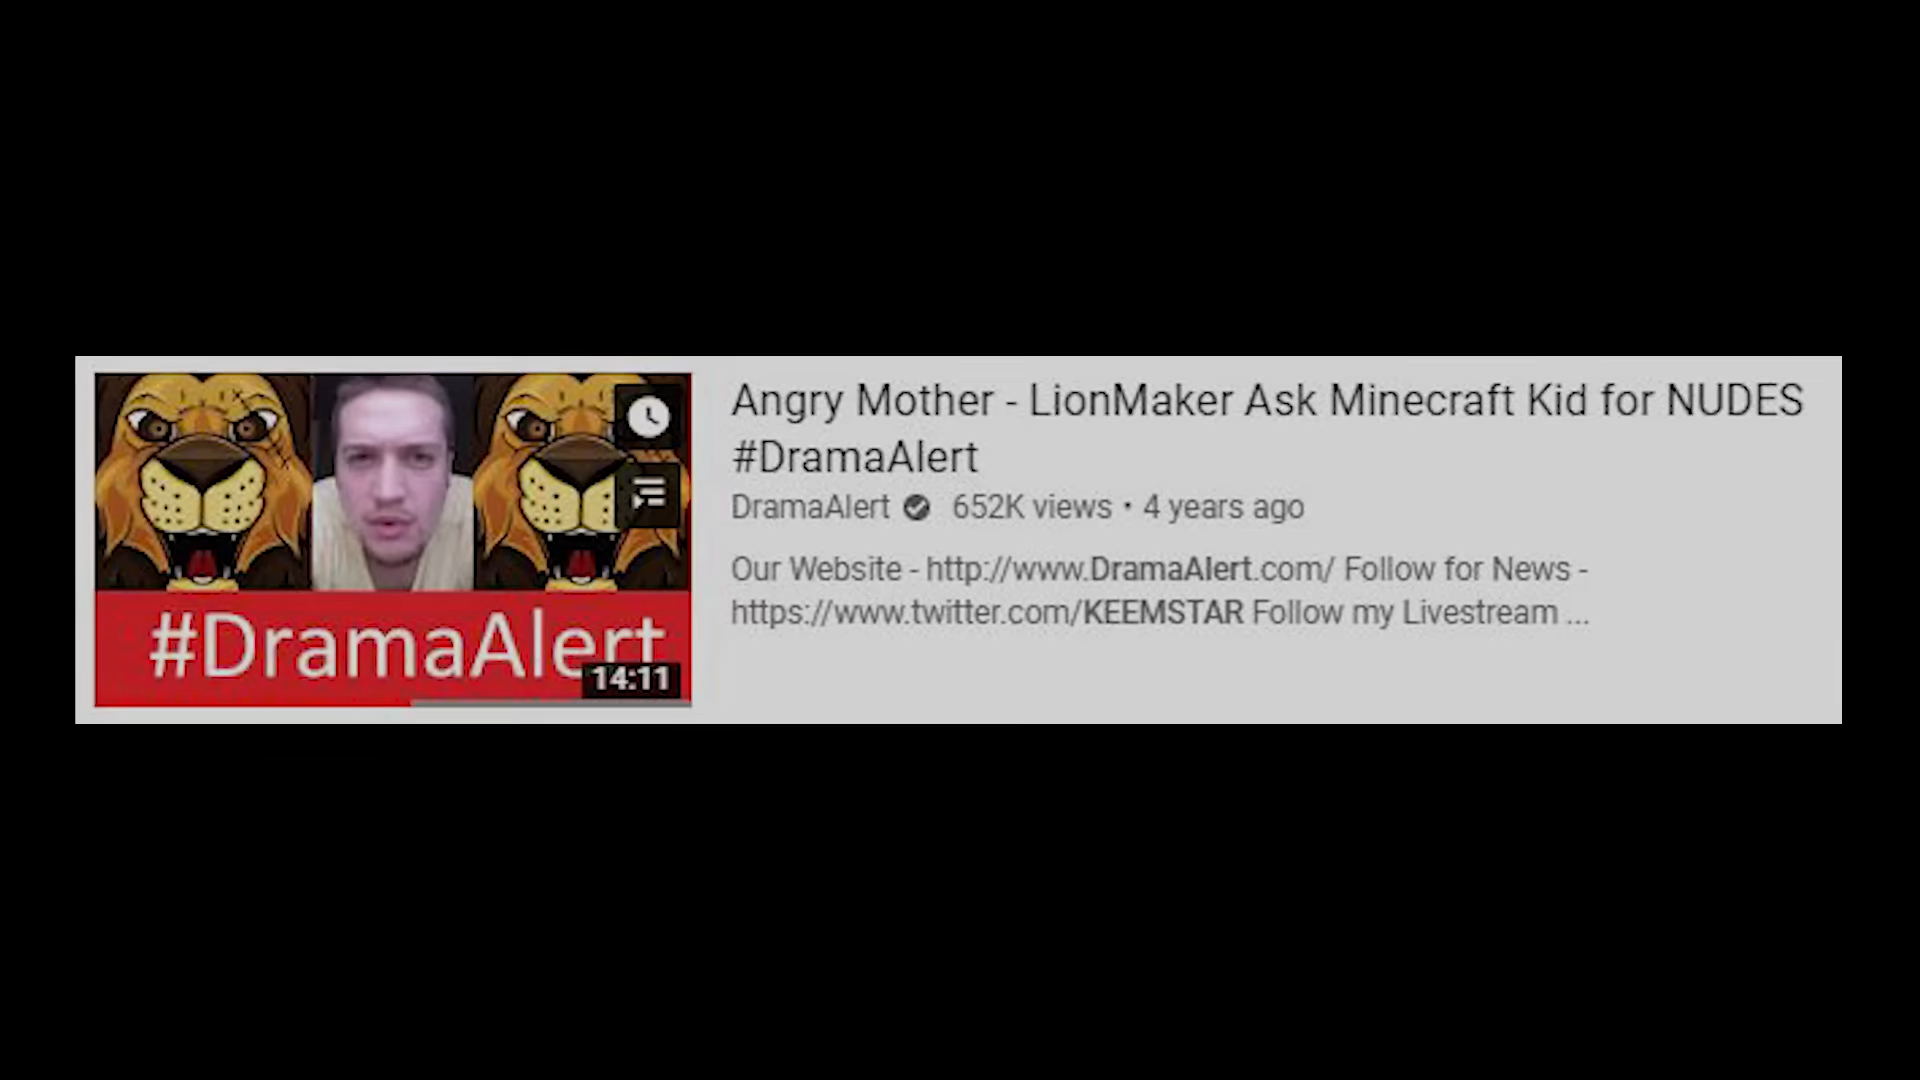 #DramaAlert
14:11
Angry Mother - LionMaker Ask Minecraft Kid for NUDES
#DramaAlert
DramaAlert 652K views • 4 years ago
Our Website - http://www.DramaAlert.com/ Follow for News -
https://www.twitter.com/KEEMSTAR Follow my Livestream ...